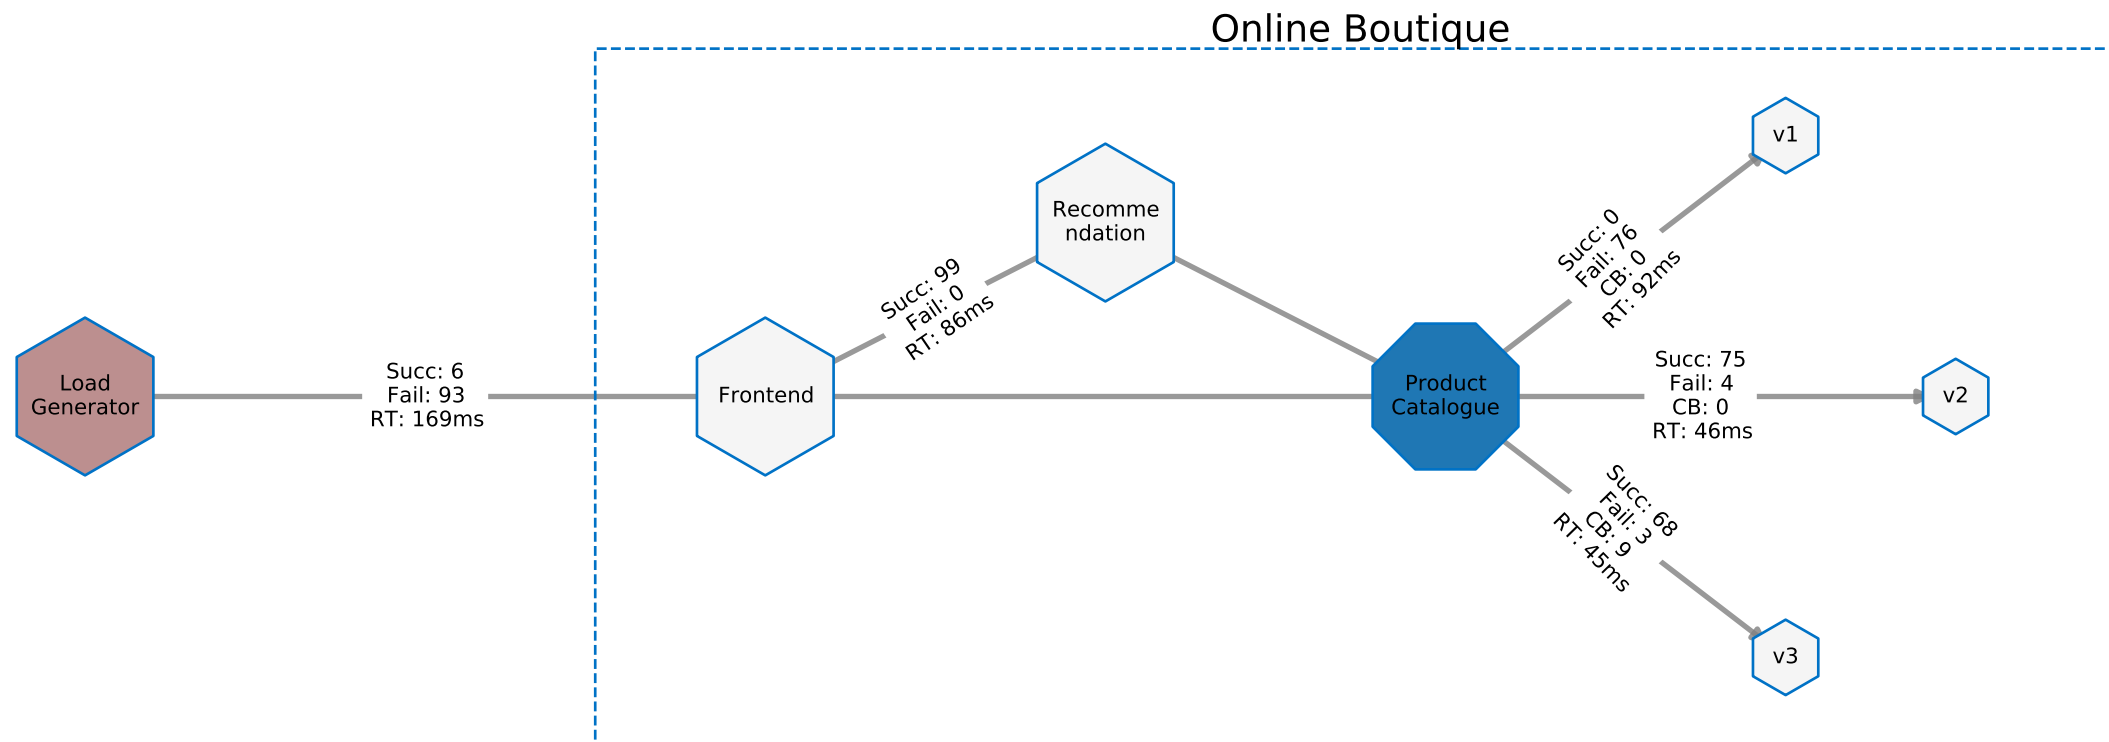 Online Boutique
Load
Generator
Succ: 6
Fail: 93
RT: 169ms
Frontend
Succ: 99
Fail: 0
RT: 86ms
Recomme
ndation
Product
Catalogue
Succ: 0
Fail: 76
CB: 0
RT: 92ms
v1
Succ: 75
Fail: 4
CB: 0
RT: 46ms
v2
Succ: 68
Fail: 3
CB: 9
RT: 45ms
v3